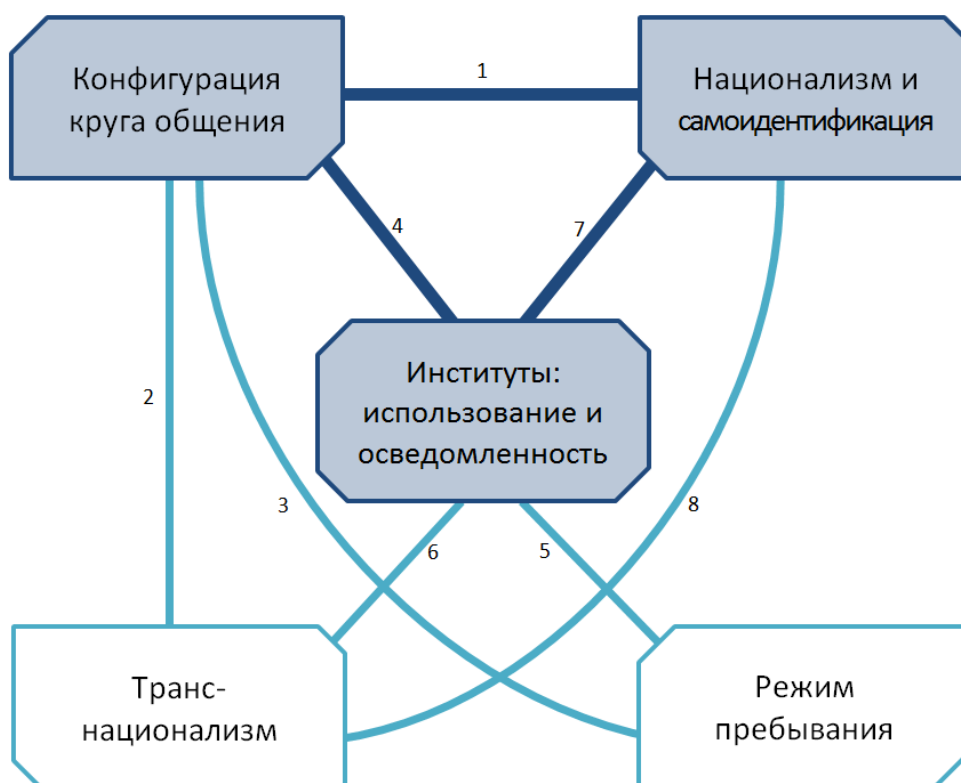 Конфигурация
круга общения
1
Национализм и
самоидентификация
4
7
Институты:
использование и
осведомленность
2
3
8
6
5
Транс-
национализм
Режим
пребывания